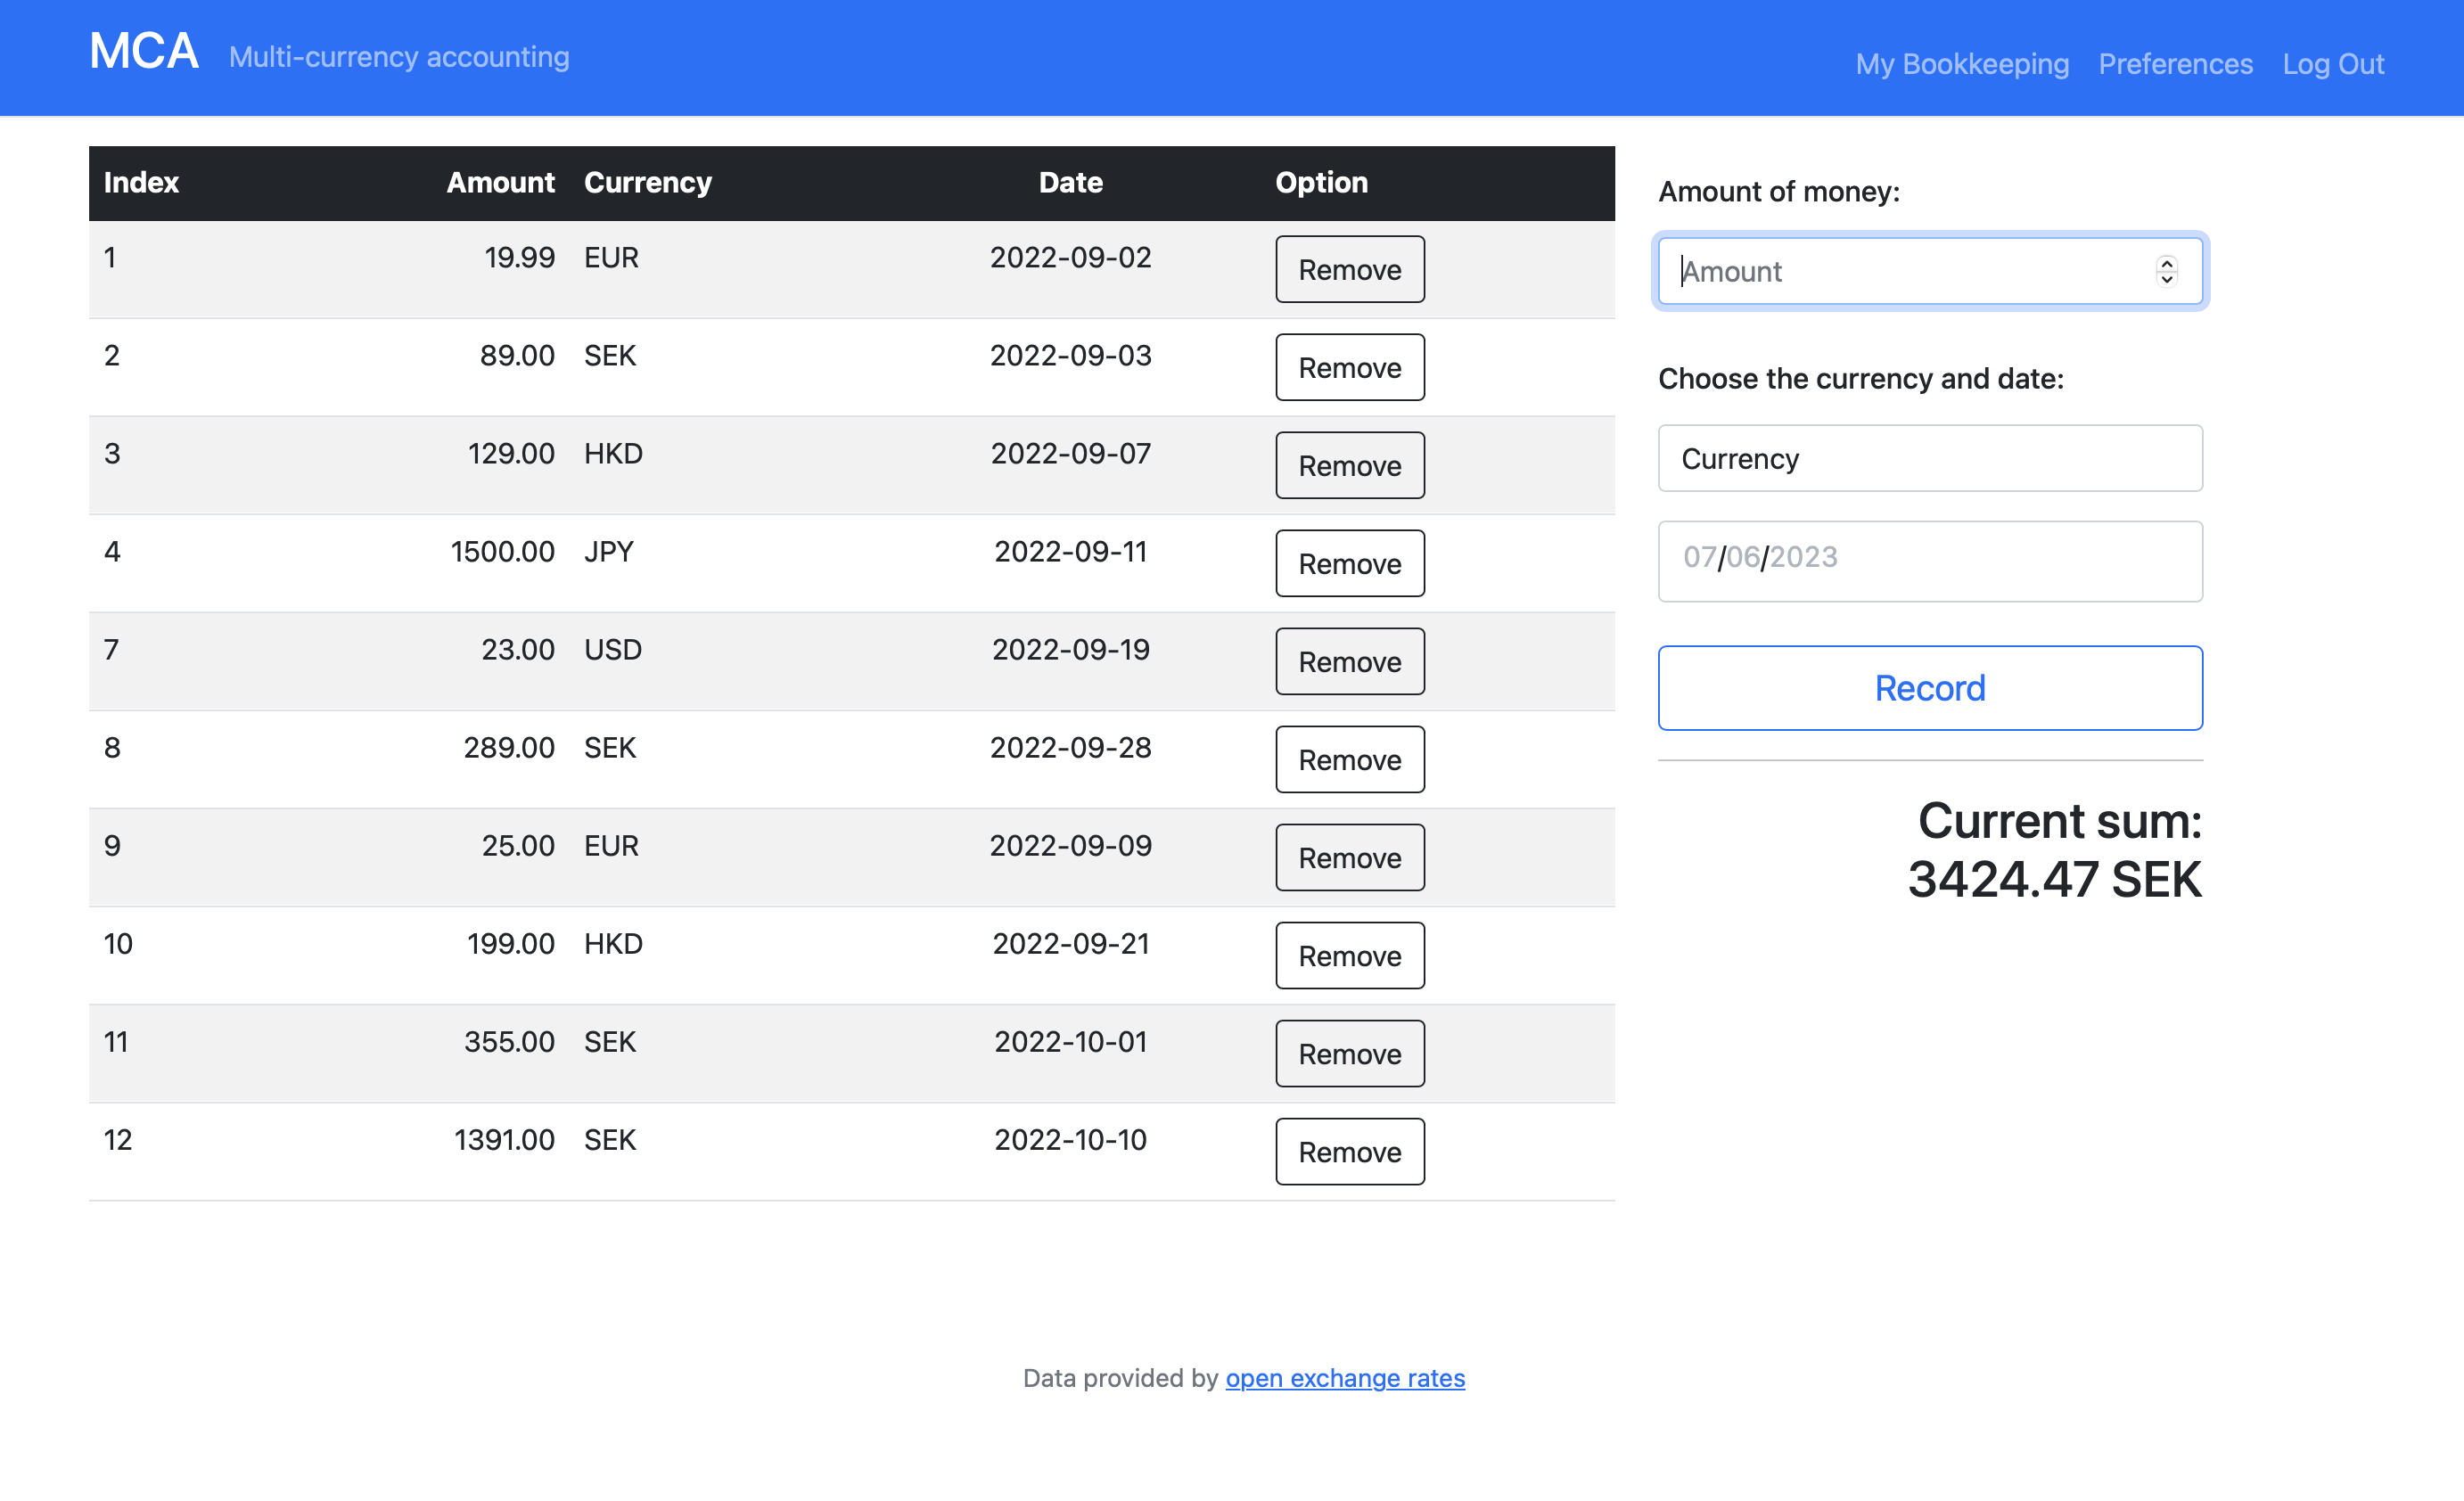 MCA Multi-currency accounting My Bookkeeping Preferences Log Out
Index Amount Currency Date Option
1 19.99 EUR 2022-09-02 Remove
2 89.00 SEK 2022-09-03 Remove
3 129.00 HKD 2022-09-07 Remove
4 1500.00 JPY 2022-09-11 Remove
7 23.00 USD 2022-09-19 Remove
8 289.00 SEK 2022-09-28 Remove
9 25.00 EUR 2022-09-09 Remove
10 199.00 HKD 2022-09-21 Remove
11 355.00 SEK 2022-10-01 Remove
12 1391.00 SEK 2022-10-10 Remove
Amount of money:
Amount
Choose the currency and date:
Currency
07/06/2023
Record
Current sum:
3424.47 SEK
Data provided by open exchange rates